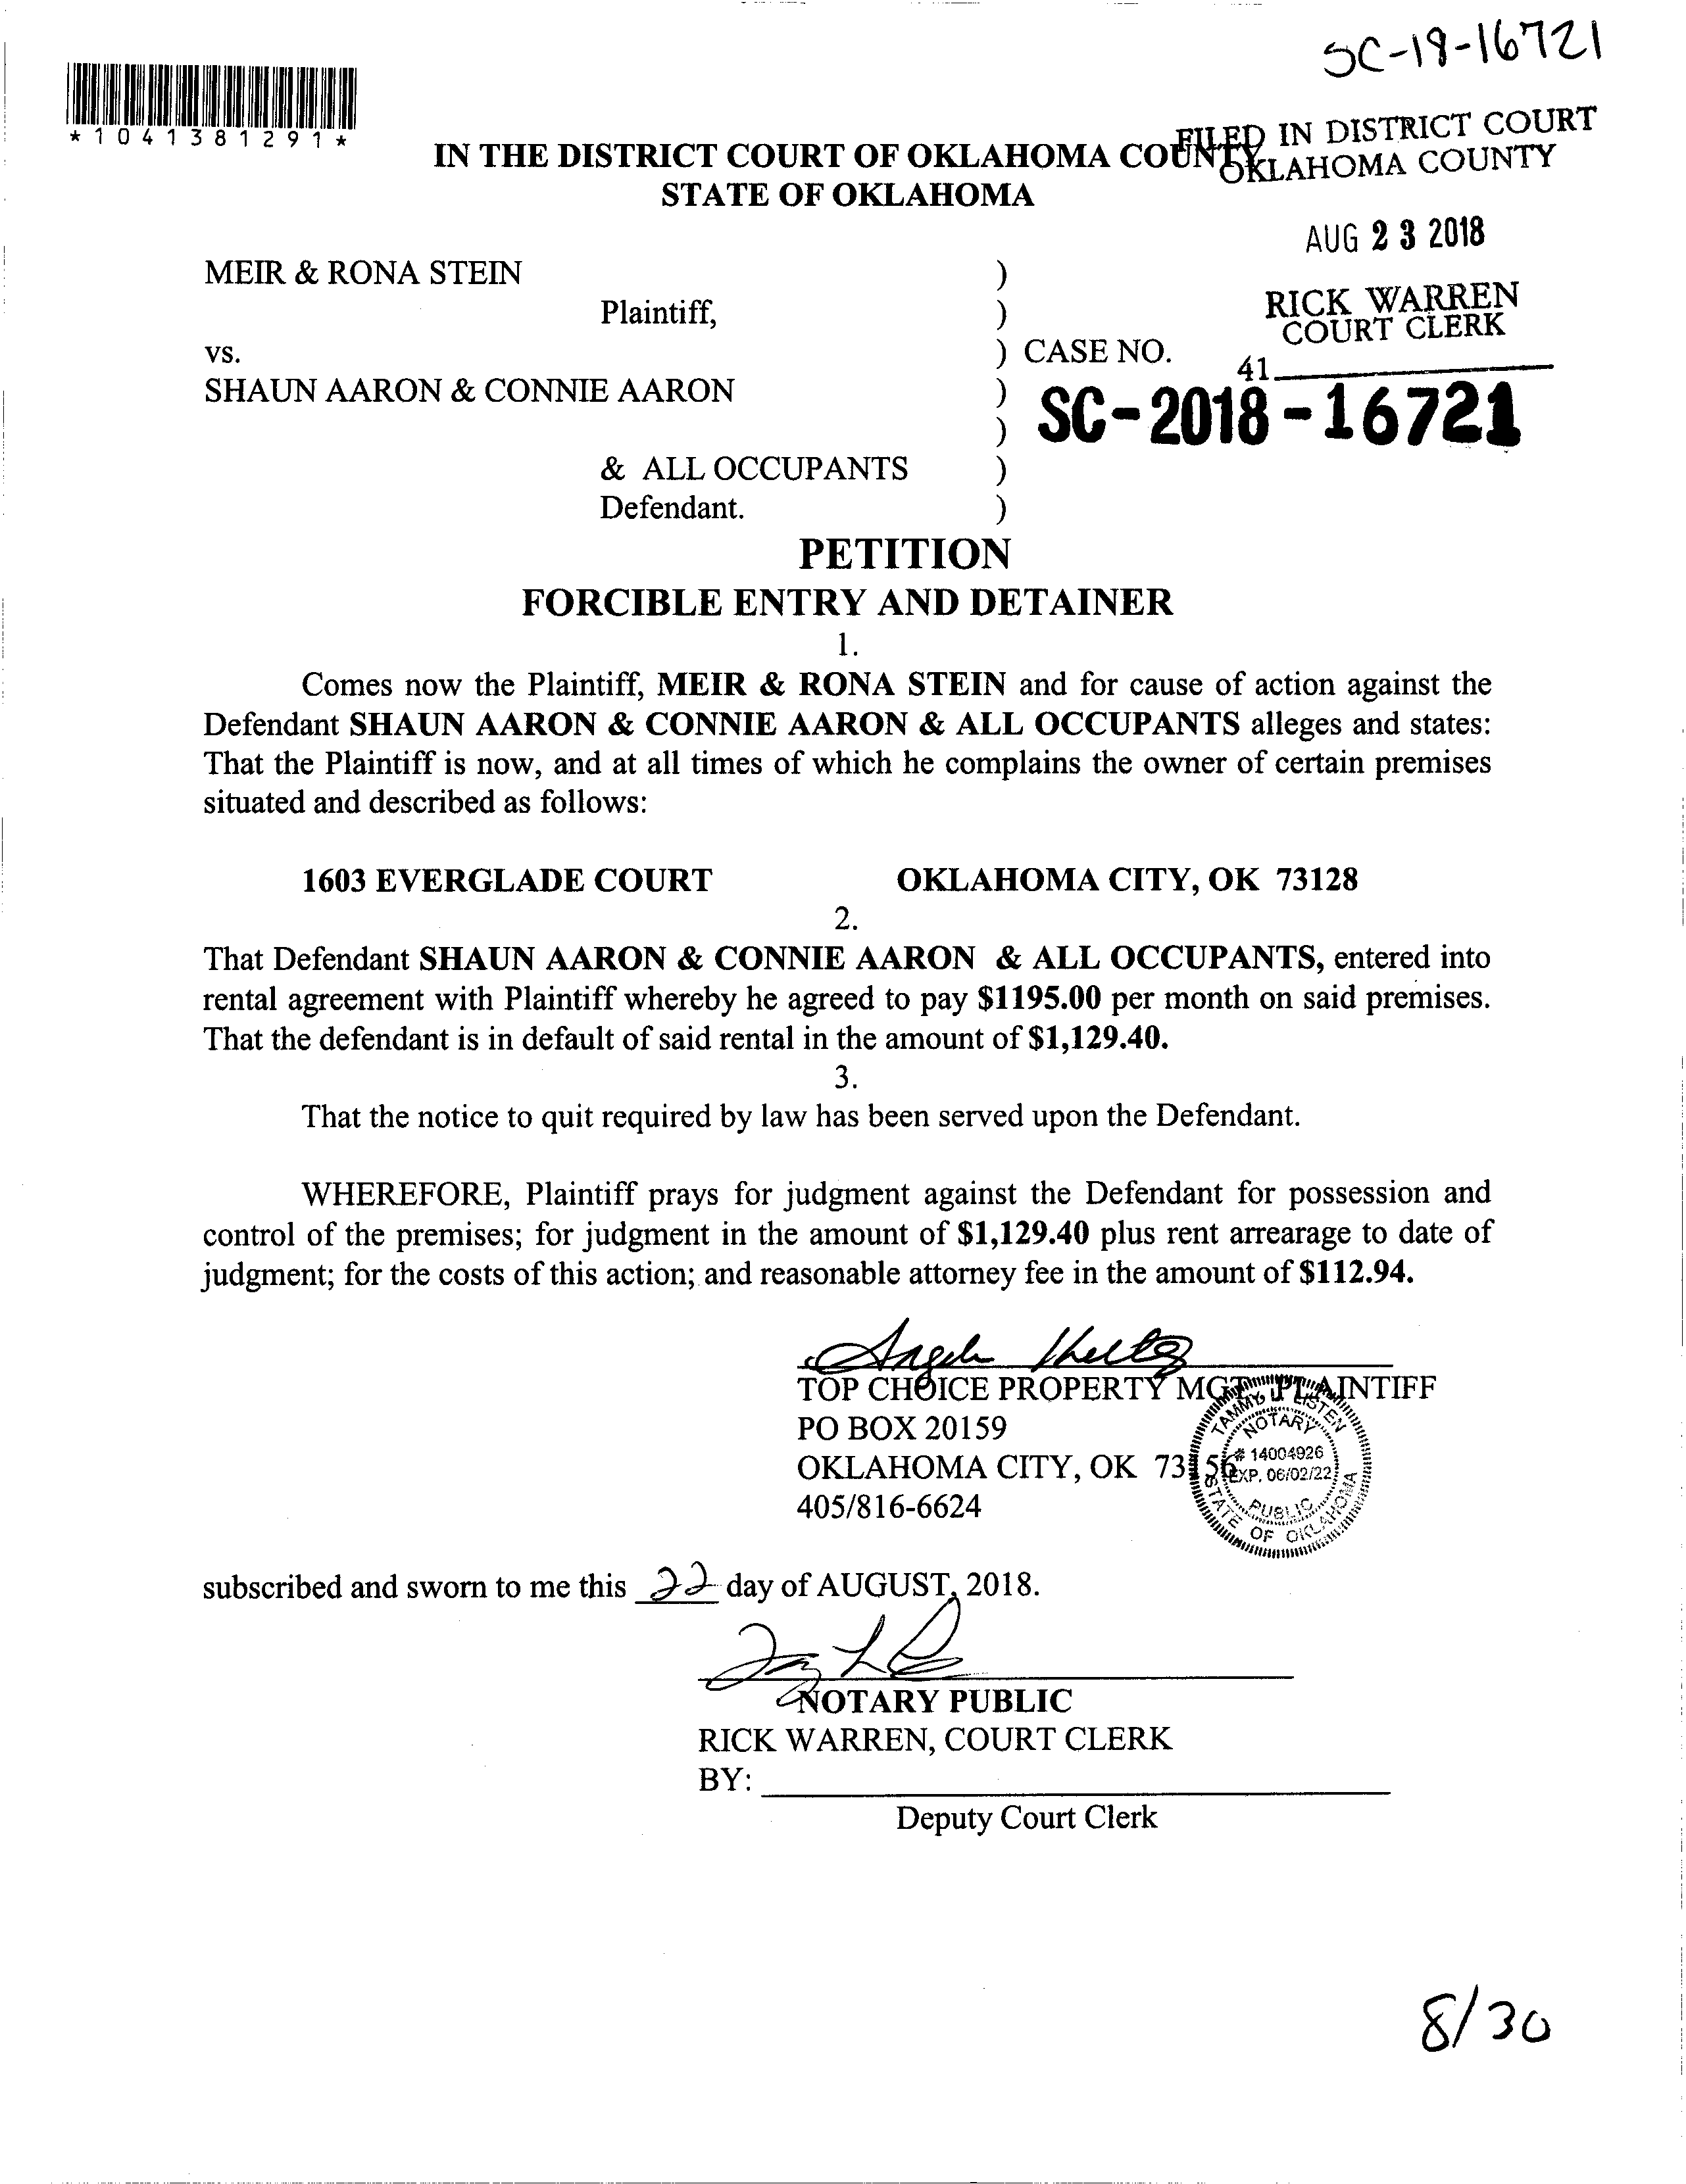 SC-18-16721
*1041381291*
IN THE DISTRICT COURT OF OKLAHOMA COUNTY
STATE OF OKLAHOMA
FILED IN DISTRICT COURT
OKLAHOMA COUNTY
AUG 23 2018
RICK WARREN
COURT CLERK
41
MEIR & RONA STEIN )
Plaintiff, )
vs. ) CASE NO.
SHAUN AARON & CONNIE AARON )
) SC-2018-16721
& ALL OCCUPANTS )
Defendant. )
PETITION
FORCIBLE ENTRY AND DETAINER
1.
Comes now the Plaintiff, MEIR & RONA STEIN and for cause of action against the
Defendant SHAUN AARON & CONNIE AARON & ALL OCCUPANTS alleges and states:
That the Plaintiff is now, and at all times of which he complains the owner of certain premises
situated and described as follows:
1603 EVERGLADE COURT OKLAHOMA CITY, OK 73128
2.
That Defendant SHAUN AARON & CONNIE AARON & ALL OCCUPANTS, entered into
rental agreement with Plaintiff whereby he agreed to pay $1195.00 per month on said premises.
That the defendant is in default of said rental in the amount of $1,129.40.
3.
That the notice to quit required by law has been served upon the Defendant.
WHEREFORE, Plaintiff prays for judgment against the Defendant for possession and
control of the premises; for judgment in the amount of $1,129.40 plus rent arrearage to date of
judgment; for the costs of this action; and reasonable attorney fee in the amount of $112.94.
TOP CHOICE PROPERTY MGT, PLAINTIFF
PO BOX 20159
OKLAHOMA CITY, OK 73156
405/816-6624
TAMMY L LISTEN
NOTARY
# 14004926
EXP. 06/02/22
PUBLIC
STATE OF OKLAHOMA
subscribed and sworn to me this 22 day of AUGUST, 2018.
NOTARY PUBLIC
RICK WARREN, COURT CLERK
BY:
Deputy Court Clerk
8/30